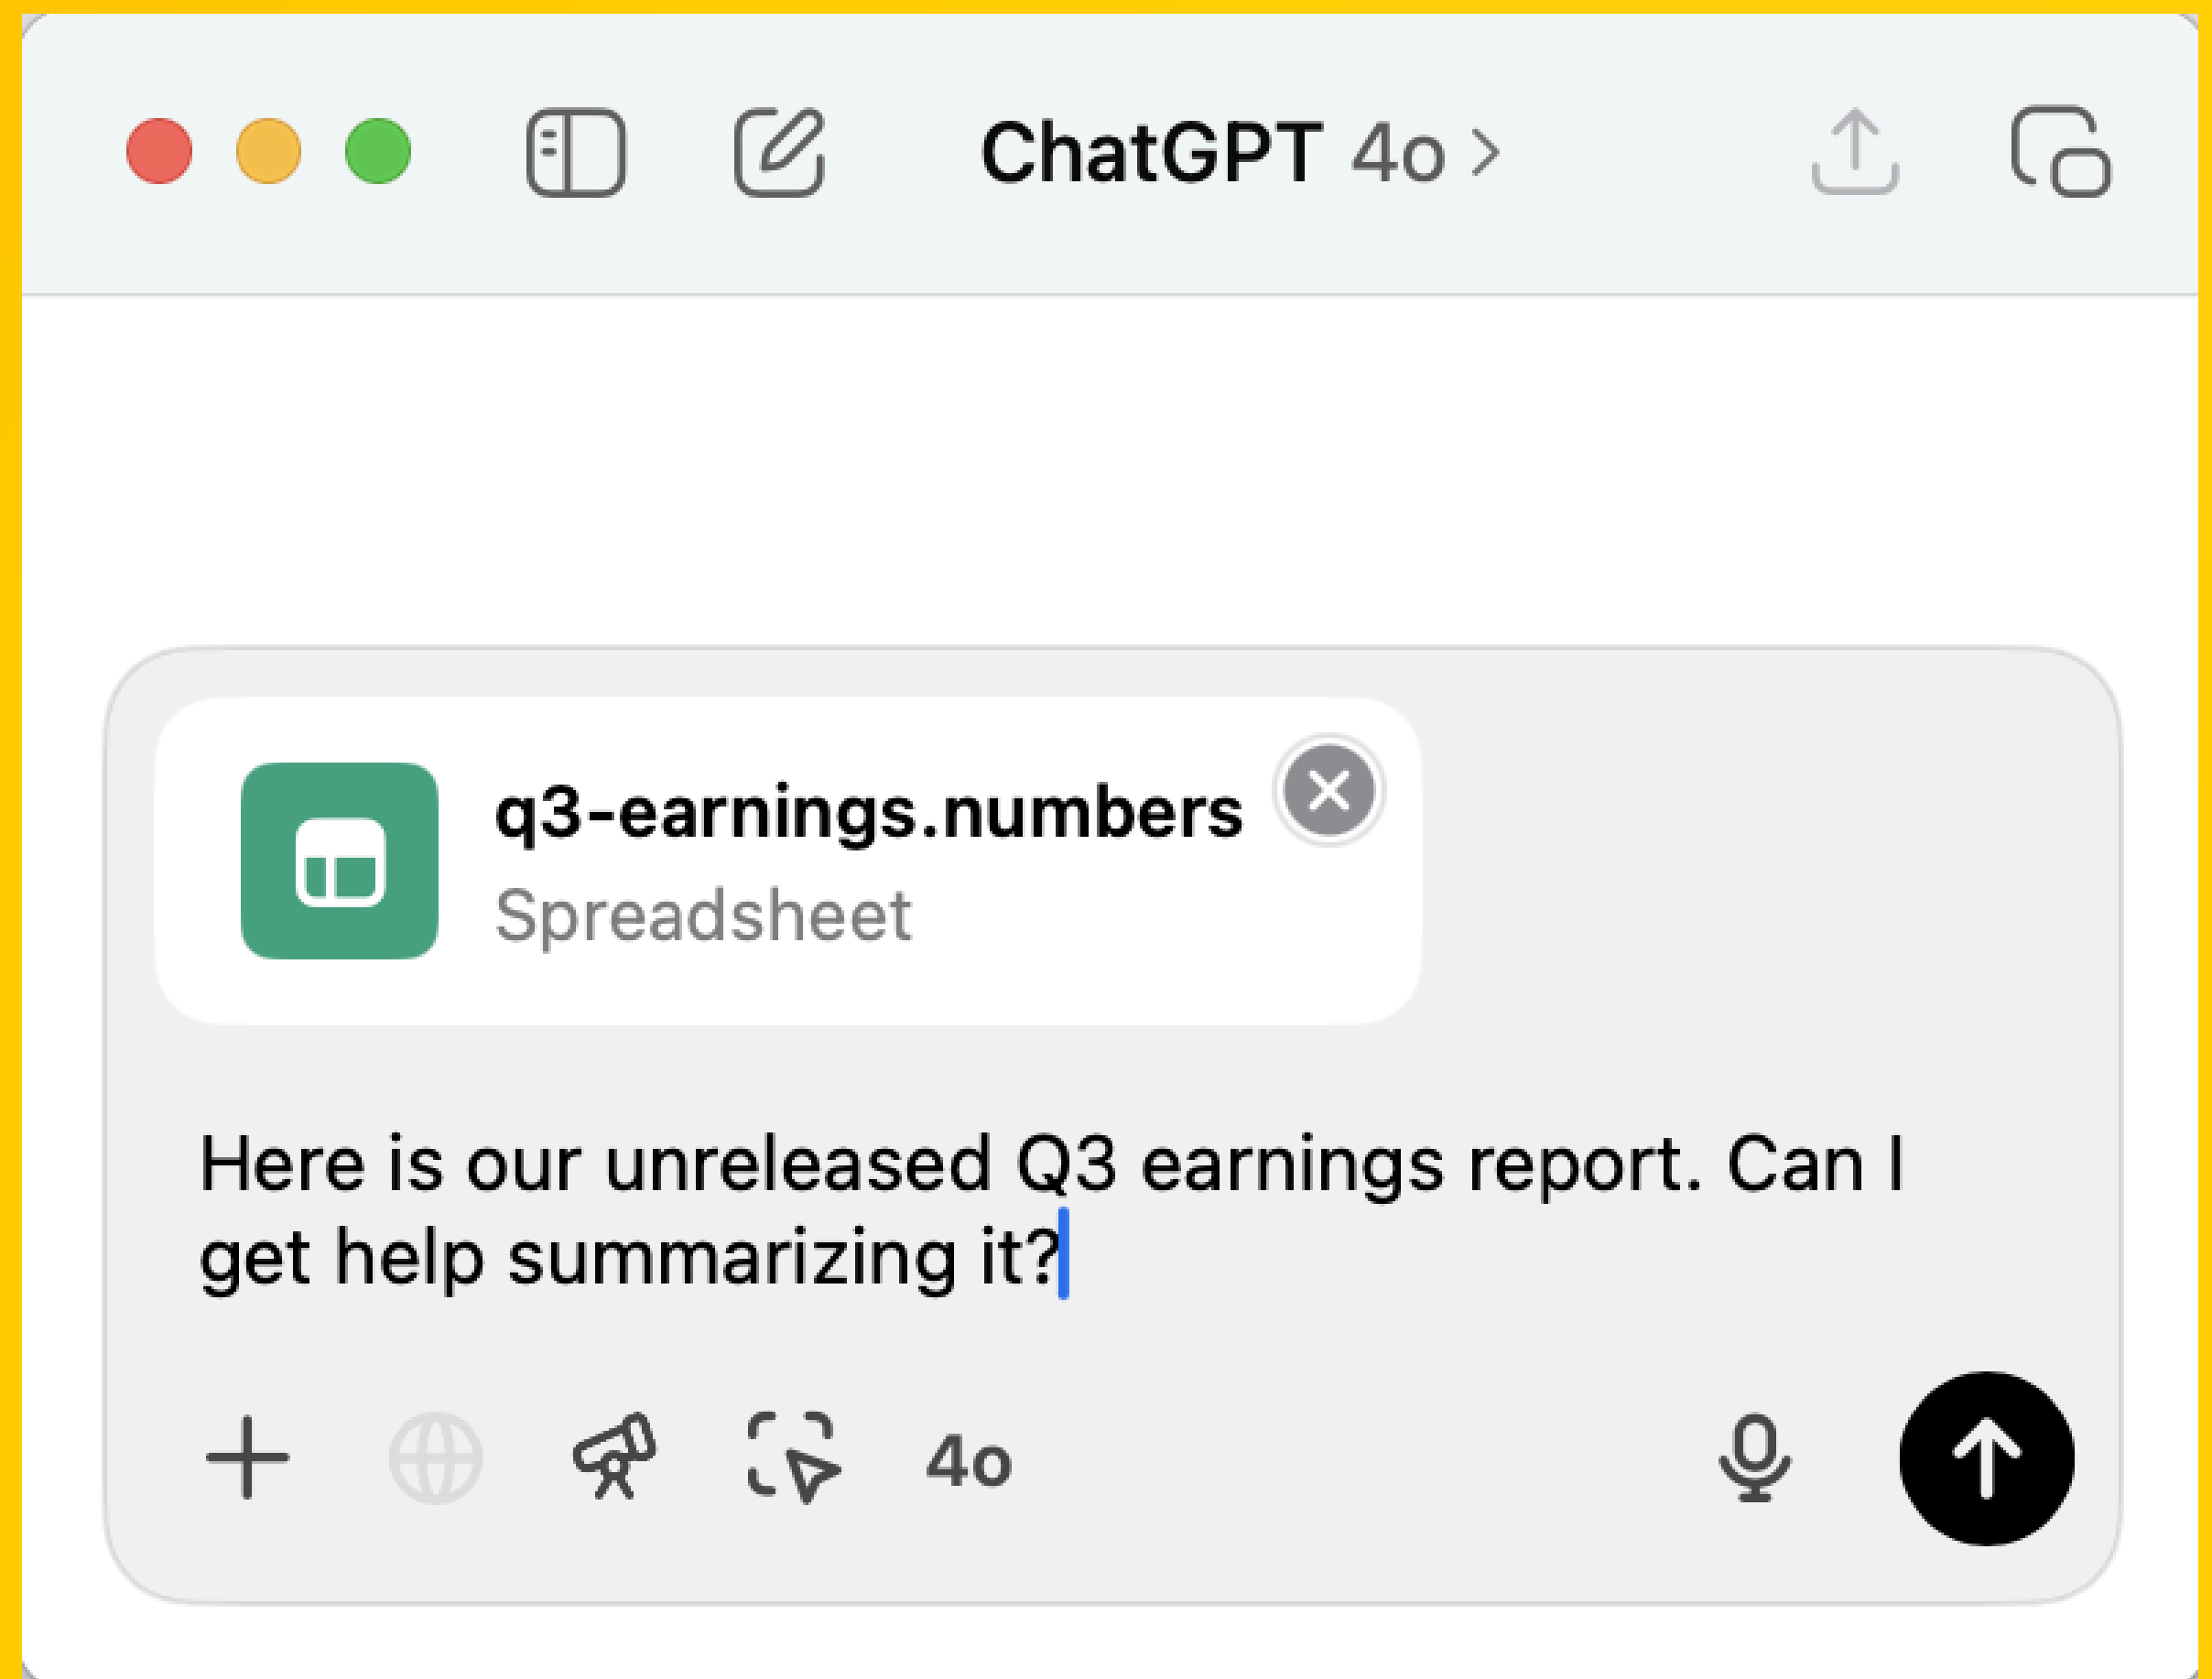 ChatGPT 4o >
q3-earnings.numbers
Spreadsheet
Here is our unreleased Q3 earnings report. Can I
get help summarizing it?
4o